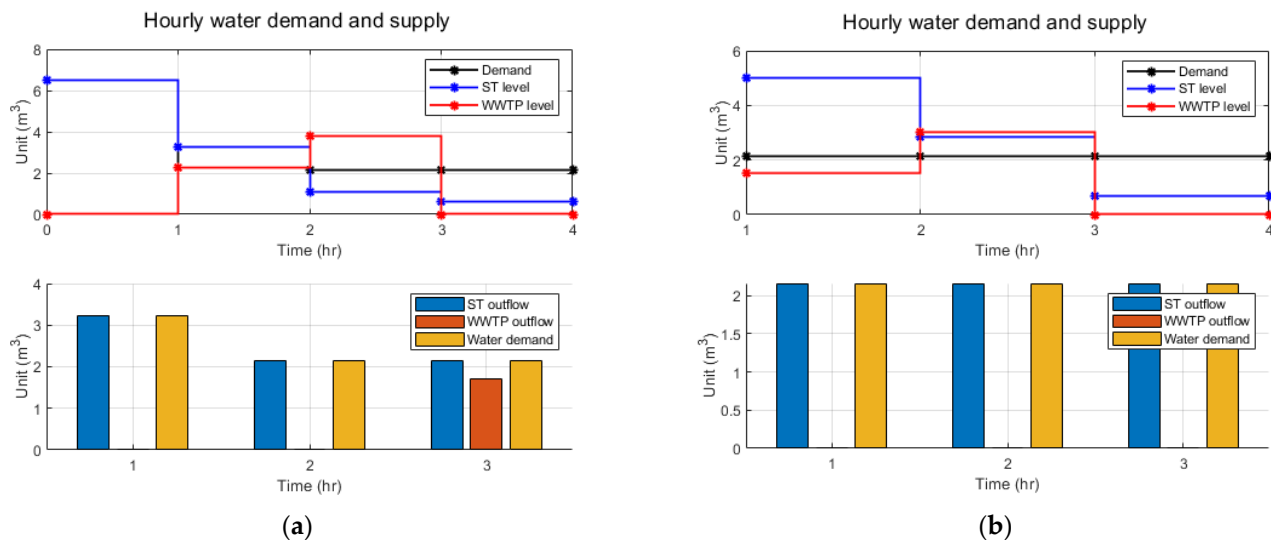 Hourly water demand and supply
8
6
4
2
0
Unit (m³)
Demand
ST level
WWTP level
0 1 2 3 4
Time (hr)
4
3
2
1
0
Unit (m³)
ST outflow
WWTP outflow
Water demand
1 2 3
Time (hr)
(a)
Hourly water demand and supply
6
4
2
0
Unit (m³)
Demand
ST level
WWTP level
1 2 3 4
Time (hr)
2
1.5
1
0.5
0
Unit (m³)
ST outflow
WWTP outflow
Water demand
1 2 3
Time (hr)
(b)